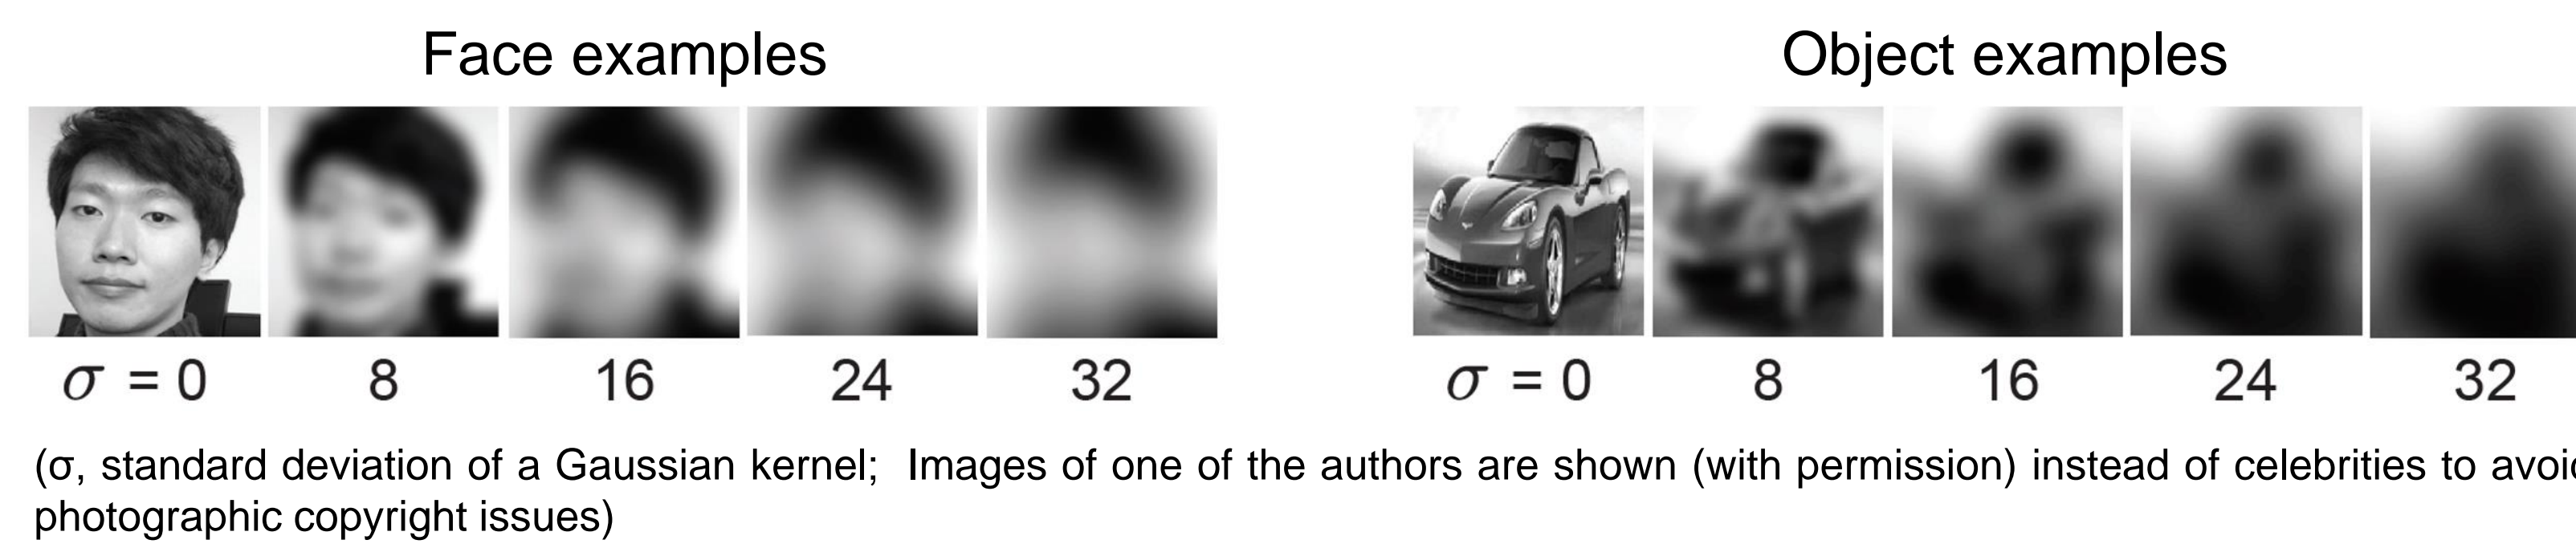 Face examples
Object examples
σ = 0 8 16 24 32
σ = 0 8 16 24 32
(σ, standard deviation of a Gaussian kernel; Images of one of the authors are shown (with permission) instead of celebrities to avoid
photographic copyright issues)